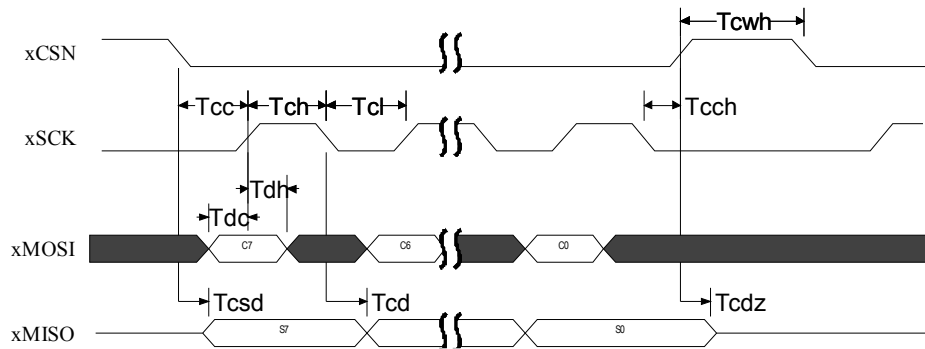 Tcwh
xCSN
Tcc Tch Tcl Tcch
xSCK
Tdh
Tdc
xMOSI C7 C6 C0
Tcsd Tcd Tcdz
xMISO S7 S0